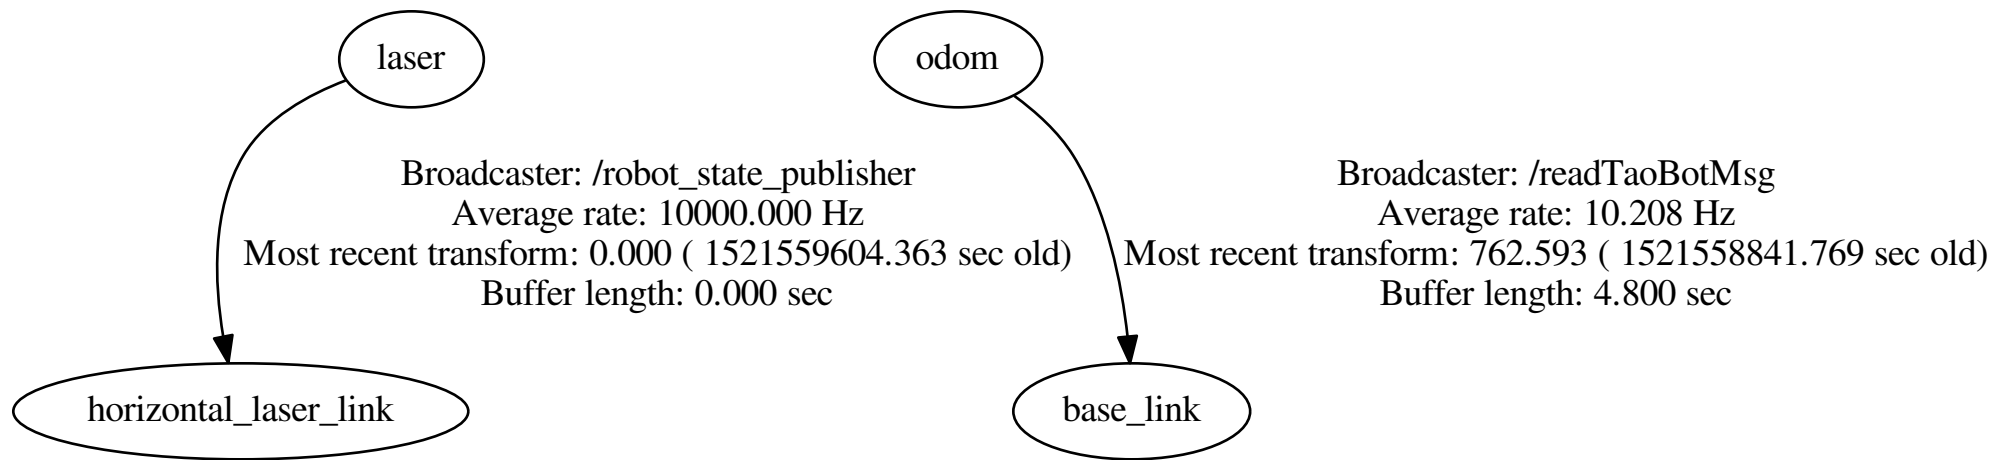 laser
odom
Broadcaster: /robot_state_publisher
Average rate: 10000.000 Hz
Most recent transform: 0.000 ( 1521559604.363 sec old)
Buffer length: 0.000 sec
Broadcaster: /readTaoBotMsg
Average rate: 10.208 Hz
Most recent transform: 762.593 ( 1521558841.769 sec old)
Buffer length: 4.800 sec
horizontal_laser_link
base_link